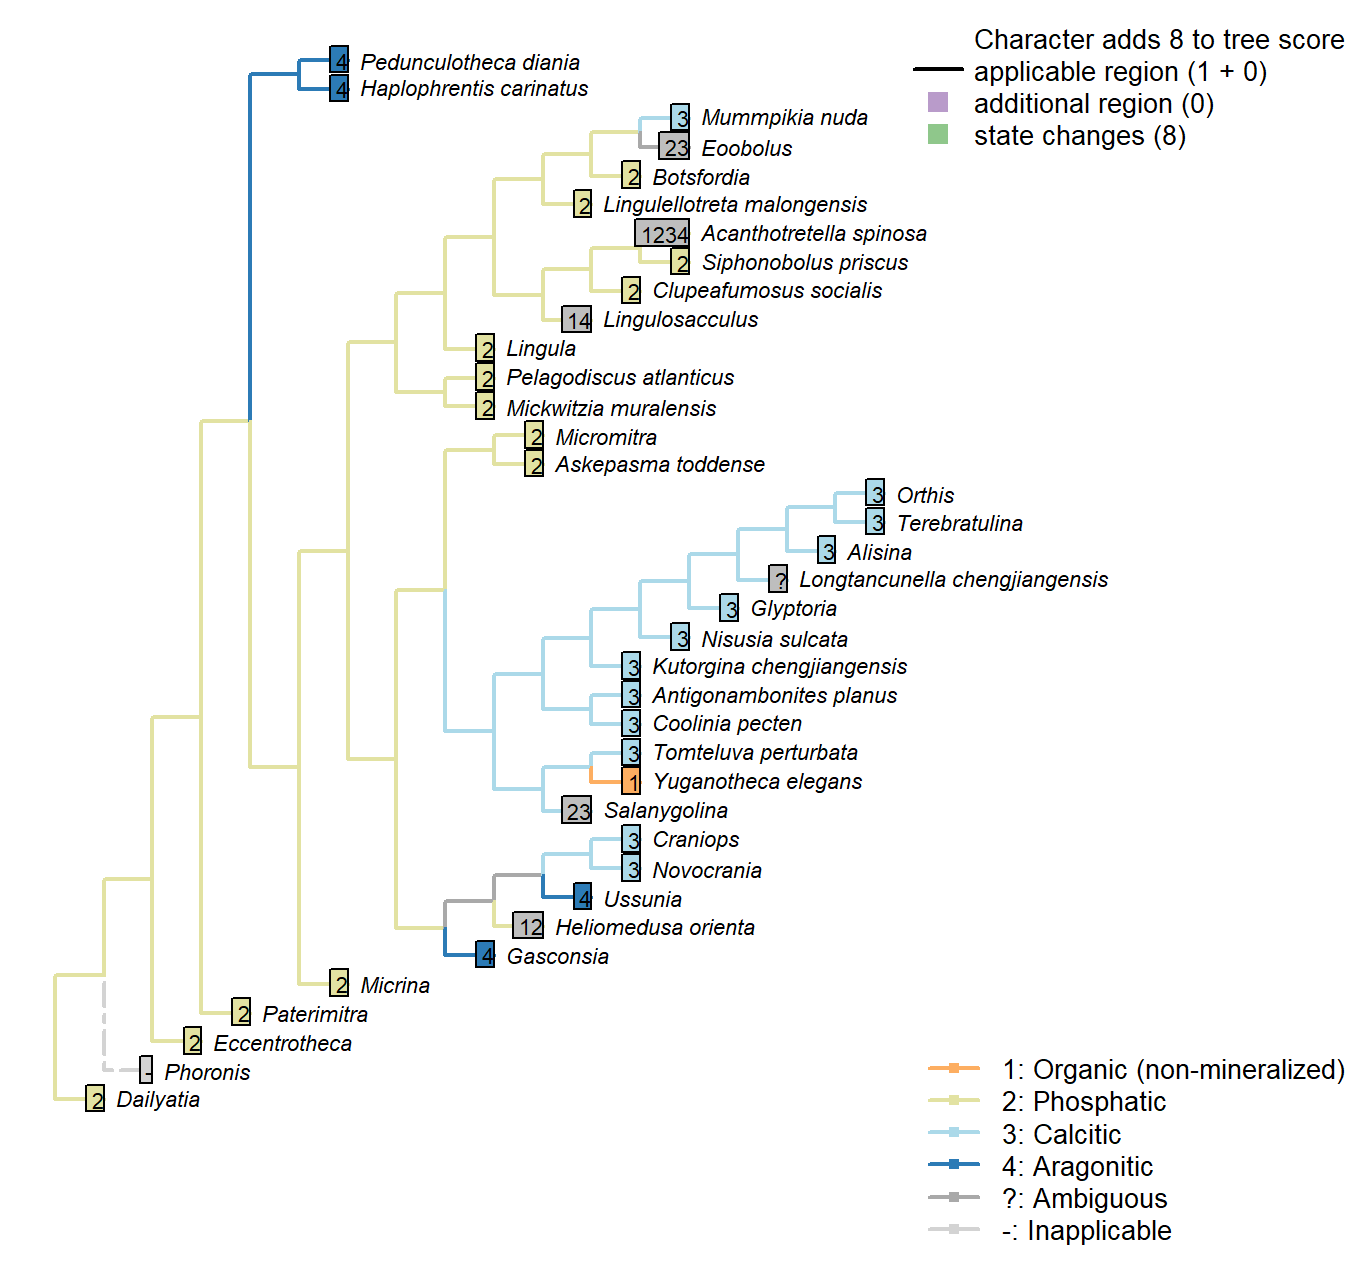 Character adds 8 to tree score
applicable region (1 + 0)
additional region (0)
state changes (8)
4 Pedunculotheca diania
4 Haplophrentis carinatus
3 Mummpikia nuda
23 Eoobolus
2 Botsfordia
2 Lingulellotreta malongensis
1234 Acanthotretella spinosa
2 Siphonobolus priscus
2 Clupeafumosus socialis
14 Lingulosacculus
2 Lingula
2 Pelagodiscus atlanticus
2 Mickwitzia muralensis
2 Micromitra
2 Askepasma toddense
3 Orthis
3 Terebratulina
3 Alisina
? Longtancunella chengjiangensis
3 Glyptoria
3 Nisusia sulcata
3 Kutorgina chengjiangensis
3 Antigonambonites planus
3 Coolinia pecten
3 Tomteluva perturbata
1 Yuganotheca elegans
23 Salanygolina
3 Craniops
3 Novocrania
4 Ussunia
12 Heliomedusa orienta
4 Gasconsia
2 Micrina
2 Paterimitra
2 Eccentrotheca
- Phoronis
2 Dailyatia
1: Organic (non-mineralized)
2: Phosphatic
3: Calcitic
4: Aragonitic
?: Ambiguous
-: Inapplicable